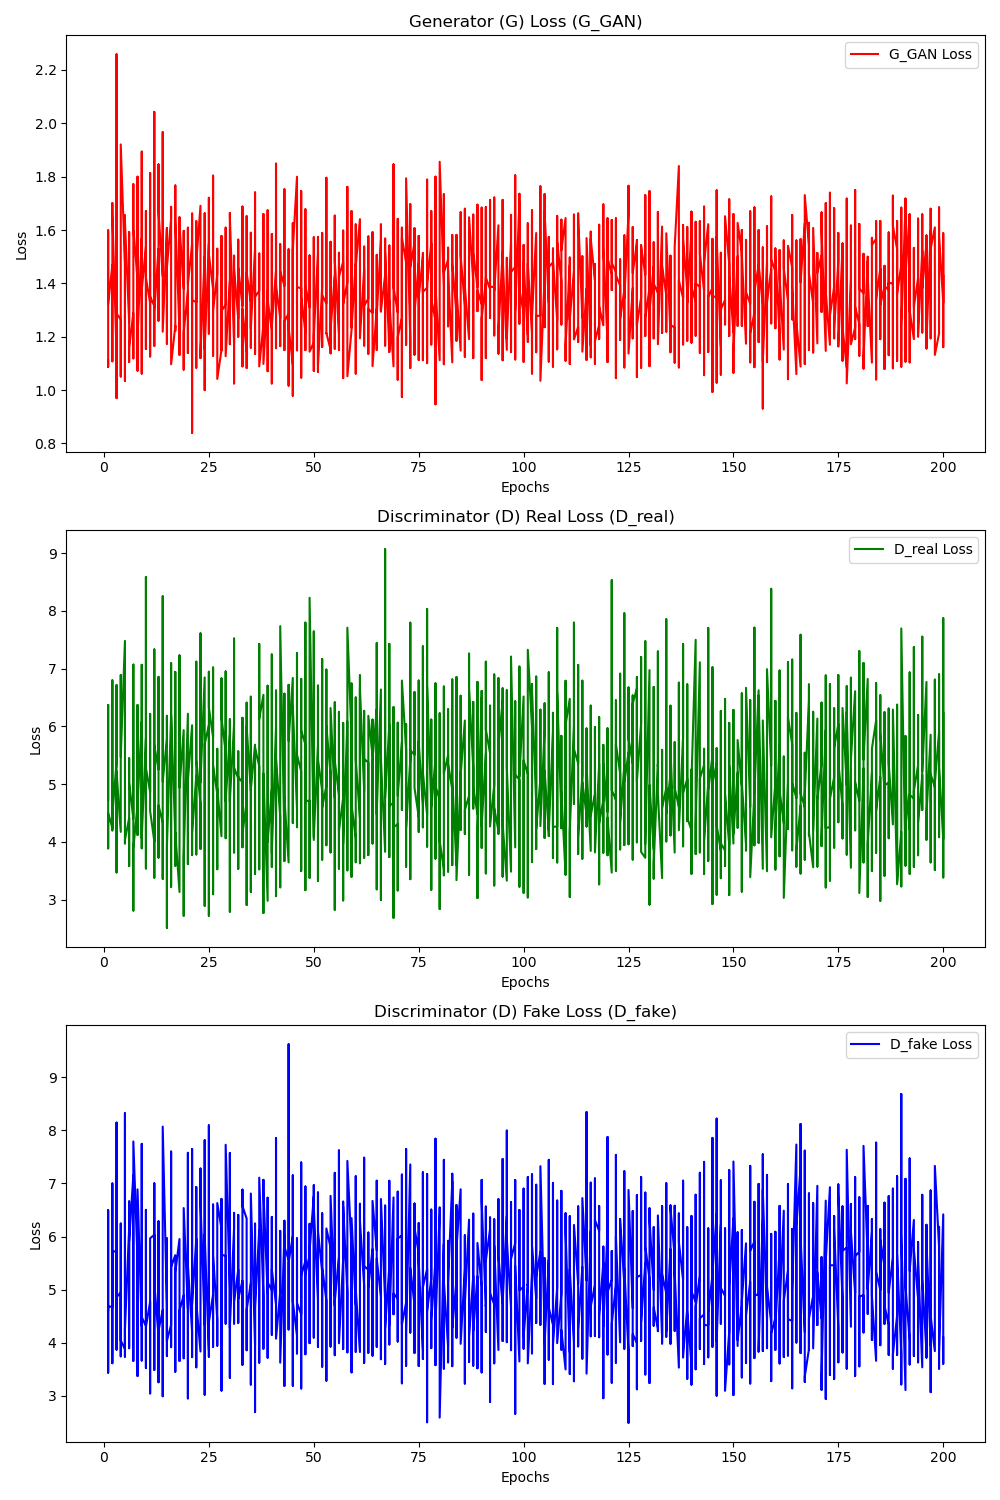 Generator (G) Loss (G_GAN)
G_GAN Loss
2.2
2.0
1.8
1.6
1.4
1.2
1.0
0.8
Loss
0 25 50 75 100 125 150 175 200
Epochs
Discriminator (D) Real Loss (D_real)
D_real Loss
9
8
7
6
5
4
3
Loss
0 25 50 75 100 125 150 175 200
Epochs
Discriminator (D) Fake Loss (D_fake)
D_fake Loss
9
8
7
6
5
4
3
Loss
0 25 50 75 100 125 150 175 200
Epochs